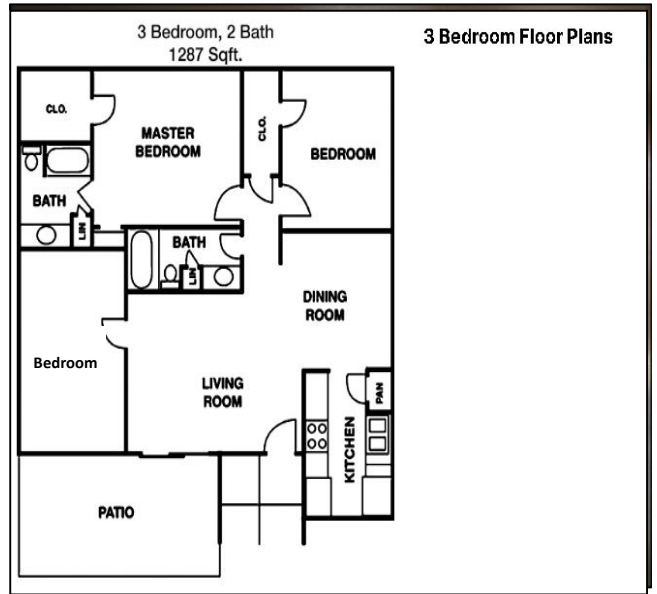 3 Bedroom, 2 Bath
1287 Sqft.
3 Bedroom Floor Plans
CLO.
MASTER
BEDROOM
CLO.
BEDROOM
BATH
LIN
BATH
LIN
DINING
ROOM
Bedroom
LIVING
ROOM
PAN
KITCHEN
PATIO